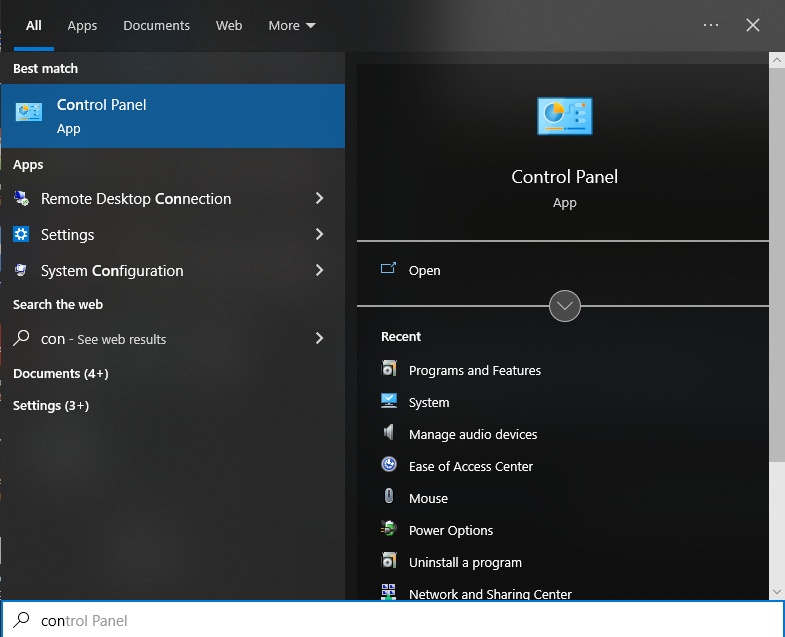 All Apps Documents Web More
Best match
Control Panel
App
Apps
Remote Desktop Connection
Settings
System Configuration
Search the web
con - See web results
Documents (4+)
Settings (3+)
Control Panel
App
Open
Recent
Programs and Features
System
Manage audio devices
Ease of Access Center
Mouse
Power Options
Uninstall a program
Network and Sharing Center
control Panel